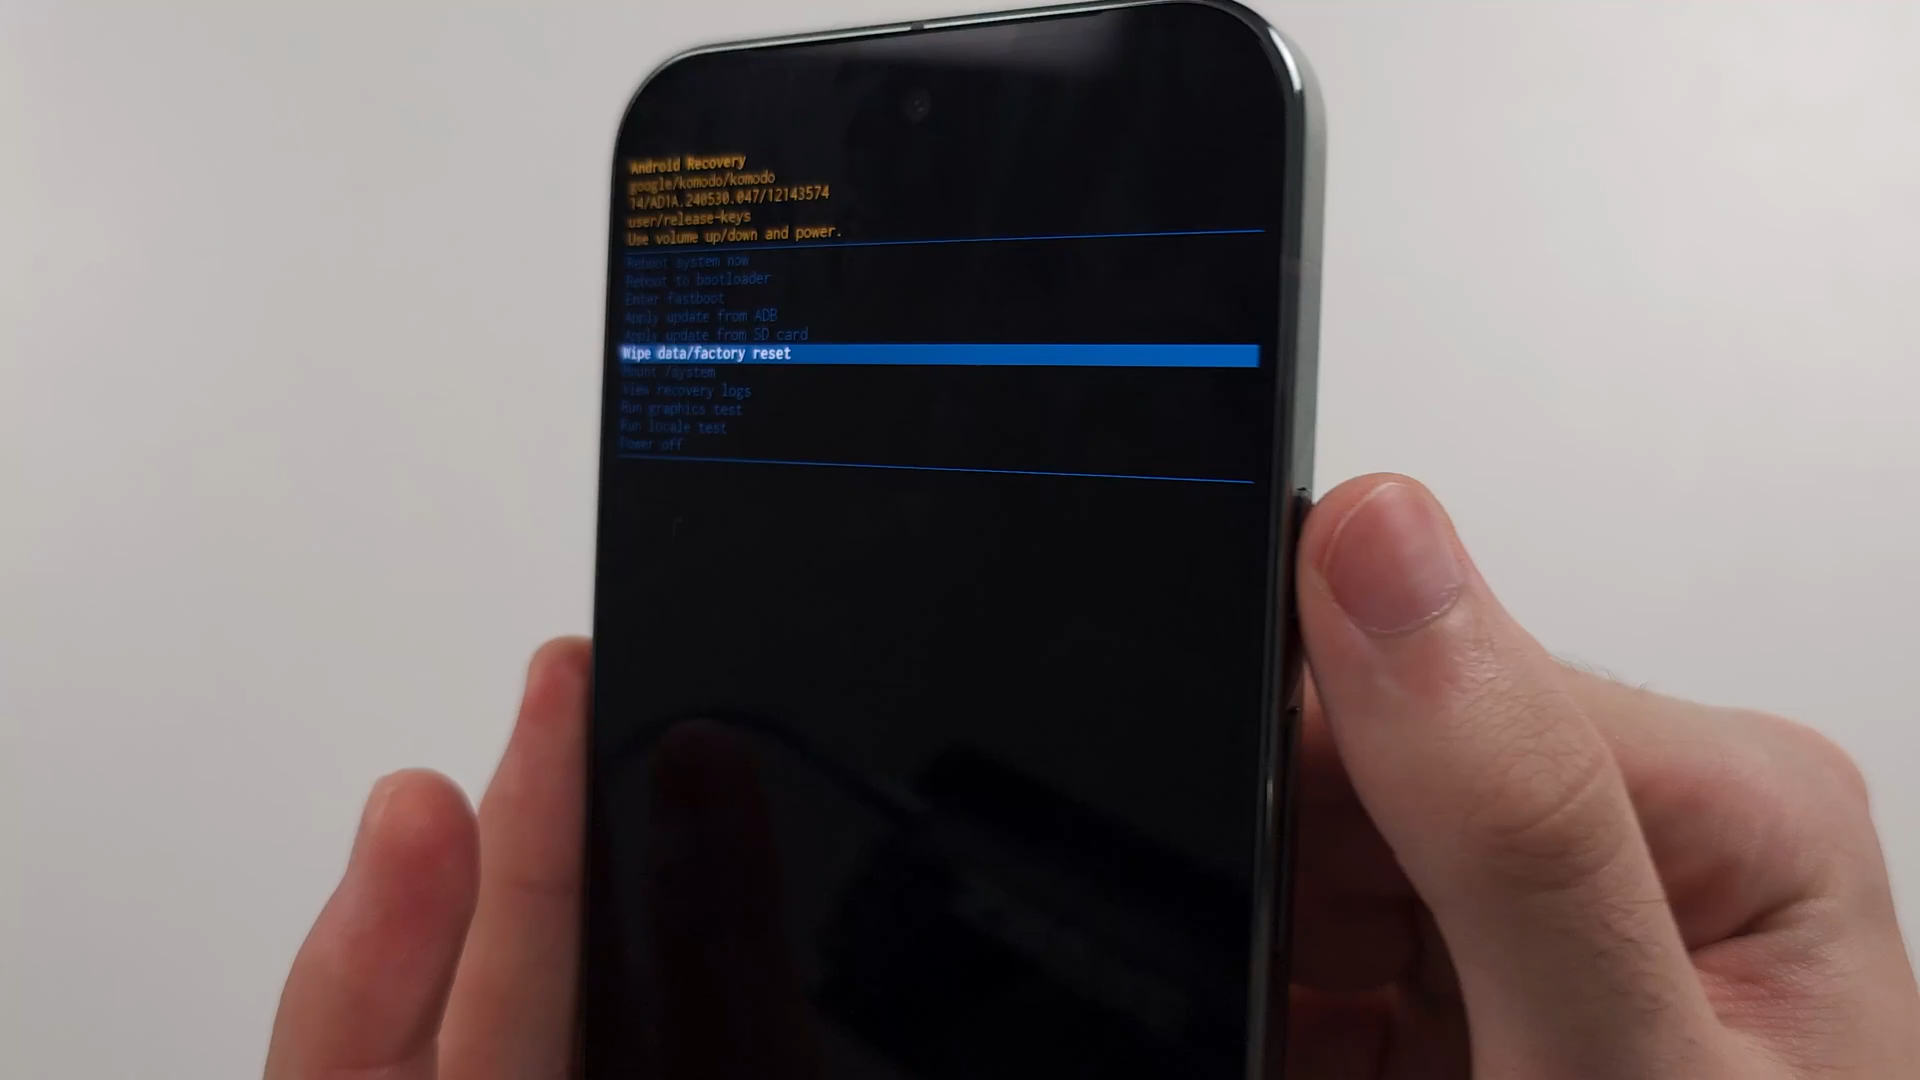 Android Recovery
google/komodo/komodo
14/AD1A.240530.047/12143574
user/release-keys
Use volume up/down and power.
Reboot system now
Reboot to bootloader
Enter fastboot
Apply update from ADB
Apply update from SD card
Wipe data/factory reset
Mount /system
View recovery logs
Run graphics test
Run locale test
Power off